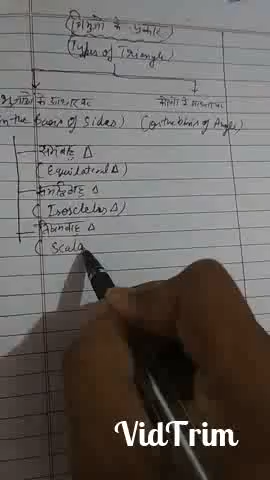 (त्रिभुजों के प्रकार)
(Types of Triangle)
भुजाओं के आधार पर
कोणों के आधार पर
on the basis of Sides)
(on the basis of Angle)
समबाहु Δ
(Equilateral Δ)
समद्विबाहु Δ
(Isosceles Δ)
विषमबाहु Δ
(Scala
VidTrim